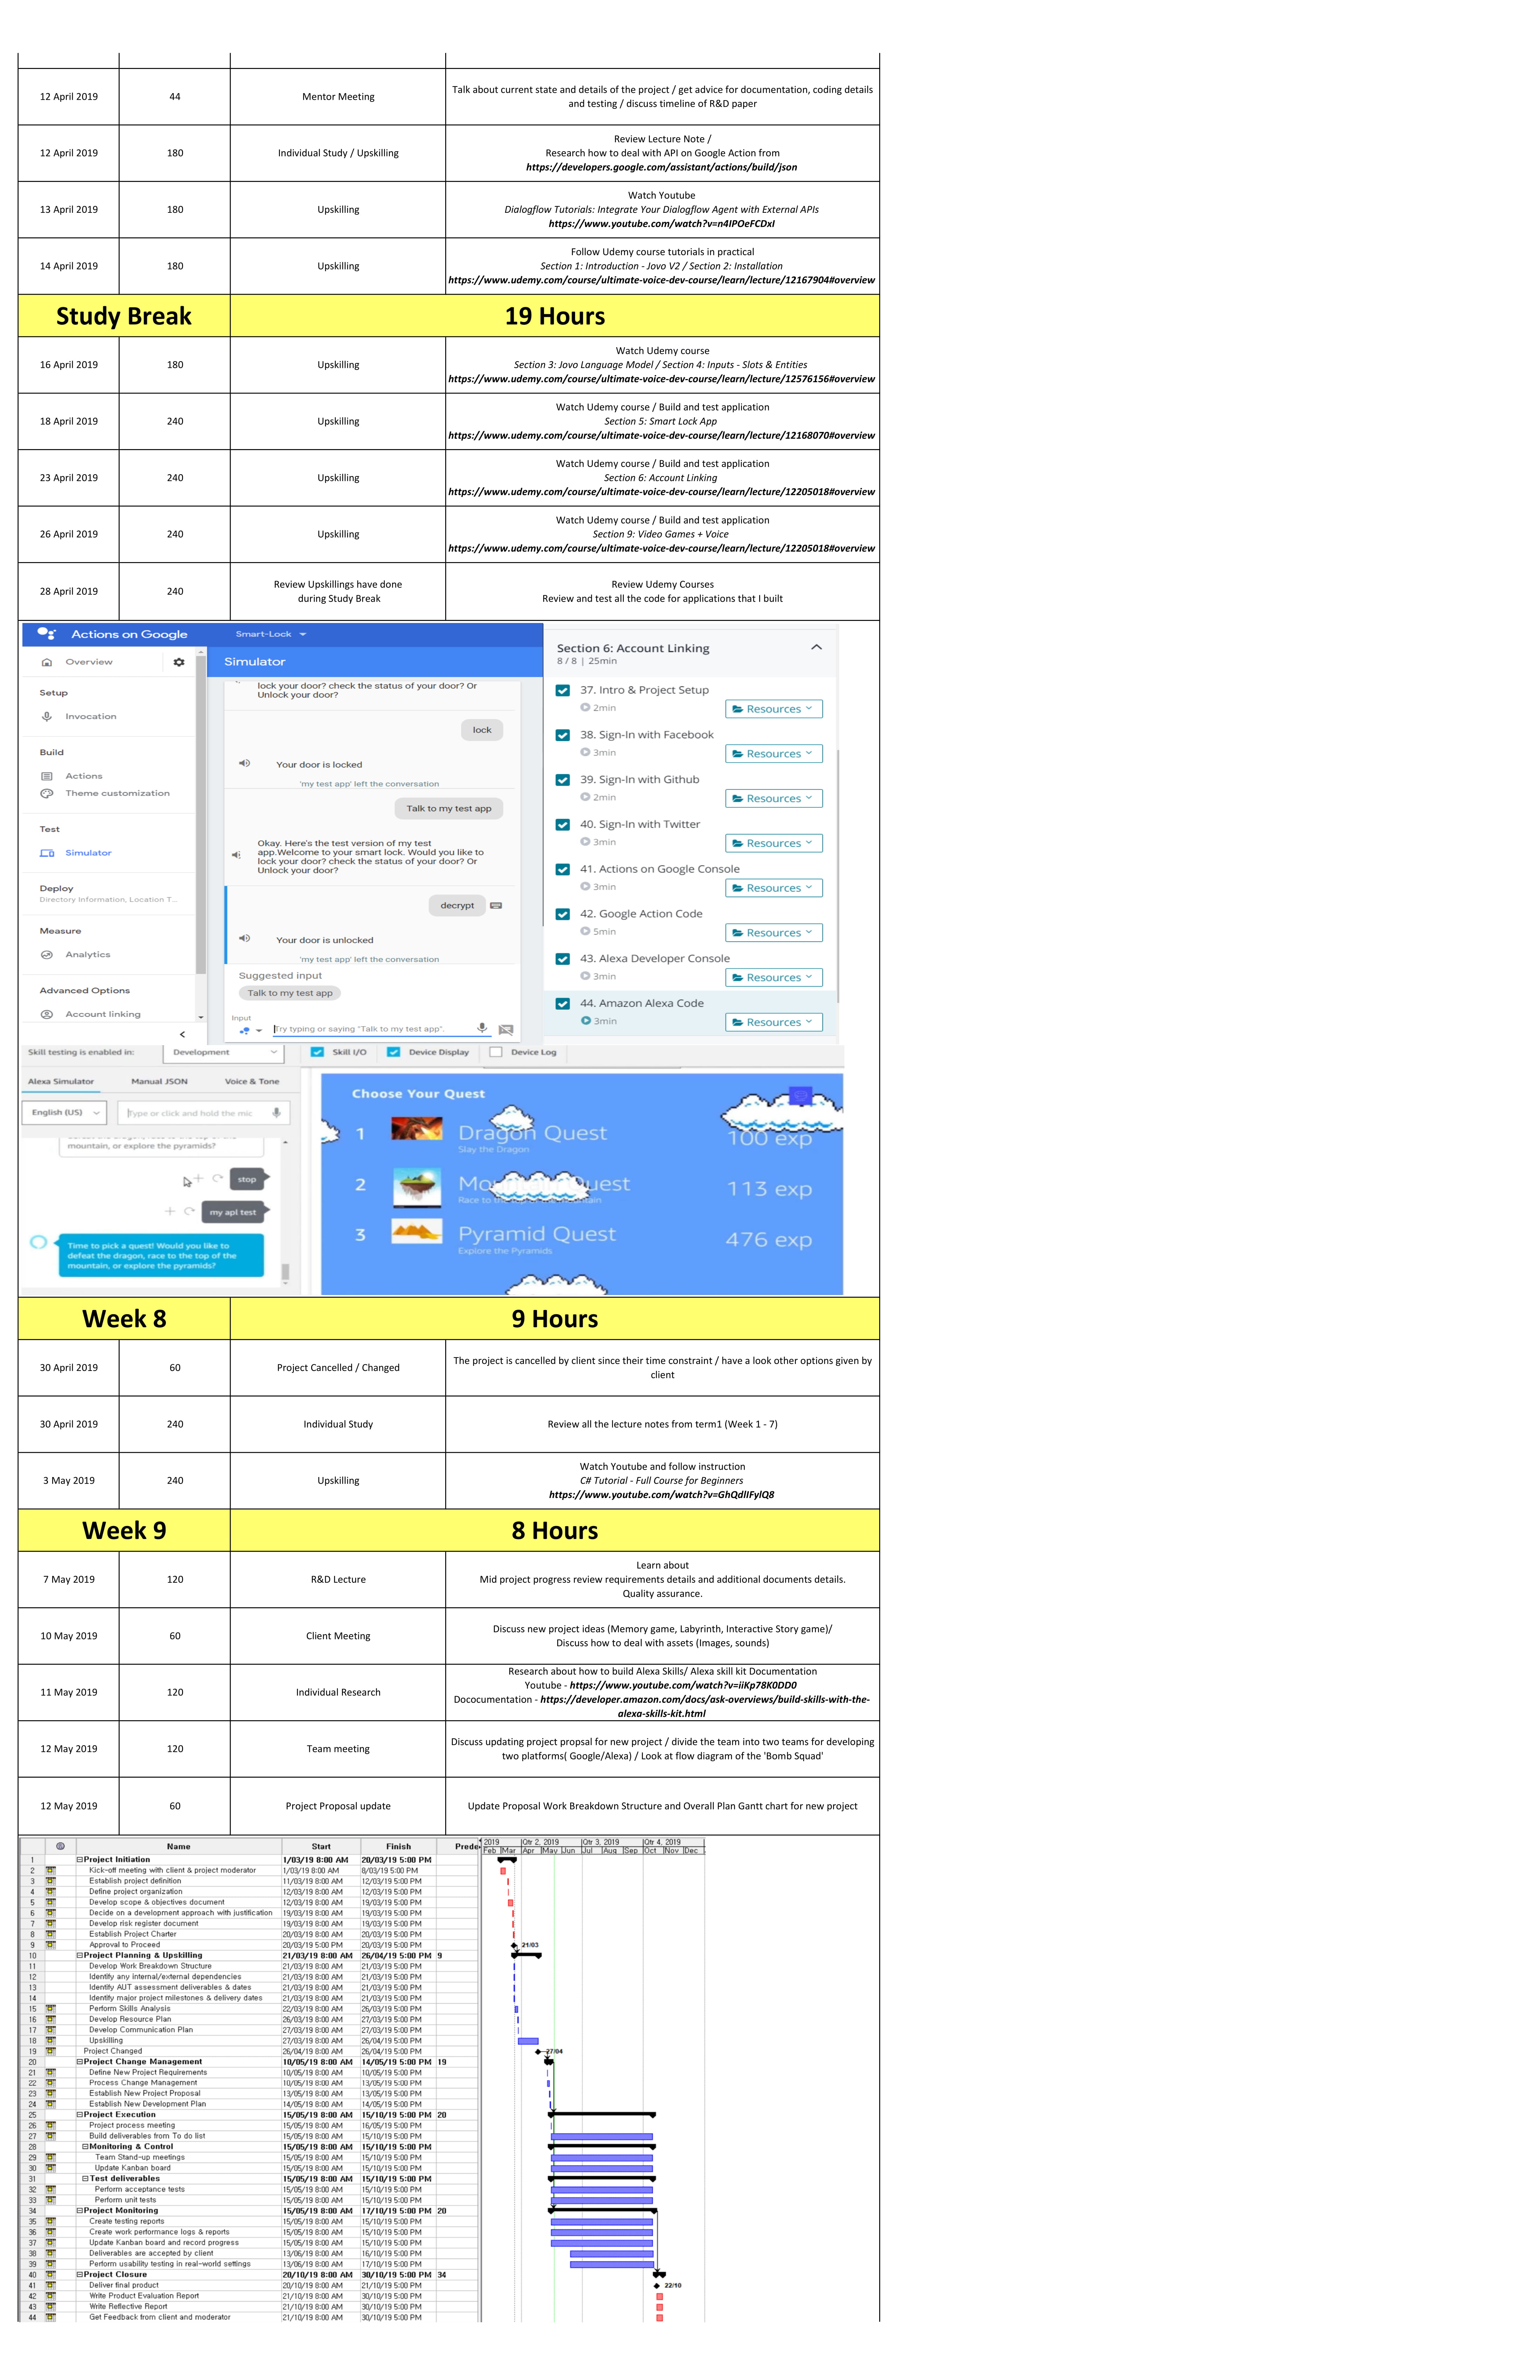 12 April 2019 44 Mentor Meeting Talk about current state and details of the project / get advice for documentation, coding details
and testing / discuss timeline of R&D paper
12 April 2019 180 Individual Study / Upskilling Review Lecture Note /
Research how to deal with API on Google Action from
https://developers.google.com/assistant/actions/build/json
13 April 2019 180 Upskilling Watch Youtube
Dialogflow Tutorials: Integrate Your Dialogflow Agent with External APIs
https://www.youtube.com/watch?v=n4IPOeFCDxI
14 April 2019 180 Upskilling Follow Udemy course tutorials in practical
Section 1: Introduction - Jovo V2 / Section 2: Installation
https://www.udemy.com/course/ultimate-voice-dev-course/learn/lecture/12167904#overview
Study Break 19 Hours
16 April 2019 180 Upskilling Watch Udemy course
Section 3: Jovo Language Model / Section 4: Inputs - Slots & Entities
https://www.udemy.com/course/ultimate-voice-dev-course/learn/lecture/12576156#overview
18 April 2019 240 Upskilling Watch Udemy course / Build and test application
Section 5: Smart Lock App
https://www.udemy.com/course/ultimate-voice-dev-course/learn/lecture/12168070#overview
23 April 2019 240 Upskilling Watch Udemy course / Build and test application
Section 6: Account Linking
https://www.udemy.com/course/ultimate-voice-dev-course/learn/lecture/12205018#overview
26 April 2019 240 Upskilling Watch Udemy course / Build and test application
Section 9: Video Games + Voice
https://www.udemy.com/course/ultimate-voice-dev-course/learn/lecture/12205018#overview
28 April 2019 240 Review Upskillings have done
during Study Break
Review Udemy Courses
Review and test all the code for applications that I built
Actions on Google
Smart-Lock
Overview
Setup
Invocation
Build
Actions
Theme customization
Test
Simulator
Deploy
Directory Information, Location T...
Measure
Analytics
Advanced Options
Account linking
<
Simulator
lock your door? check the status of your door? Or
Unlock your door?
lock
Your door is locked
'my test app' left the conversation
Talk to my test app
Okay. Here's the test version of my test
app.Welcome to your smart lock. Would you like to
lock your door? check the status of your door? Or
Unlock your door?
decrypt
Your door is unlocked
'my test app' left the conversation
Suggested input
Talk to my test app
Input
Try typing or saying "Talk to my test app".
Section 6: Account Linking
8 / 8 | 25min
37. Intro & Project Setup
2min Resources
38. Sign-In with Facebook
3min Resources
39. Sign-In with Github
2min Resources
40. Sign-In with Twitter
3min Resources
41. Actions on Google Console
3min Resources
42. Google Action Code
5min Resources
43. Alexa Developer Console
3min Resources
44. Amazon Alexa Code
3min Resources
Skill testing is enabled in: Development Skill I/O Device Display Device Log
Alexa Simulator Manual JSON Voice & Tone
English (US) Type or click and hold the mic
mountain, or explore the pyramids?
stop
my apl test
Time to pick a quest! Would you like to
defeat the dragon, race to the top of the
mountain, or explore the pyramids?
Choose Your Quest
1 Dragon Quest 100 exp
Slay the Dragon
2 Quest 113 exp
Race to
3 Pyramid Quest 476 exp
Explore the Pyramids
Week 8 9 Hours
30 April 2019 60 Project Cancelled / Changed The project is cancelled by client since their time constraint / have a look other options given by
client
30 April 2019 240 Individual Study Review all the lecture notes from term1 (Week 1 - 7)
3 May 2019 240 Upskilling Watch Youtube and follow instruction
C# Tutorial - Full Course for Beginners
https://www.youtube.com/watch?v=GhQdlIFylQ8
Week 9 8 Hours
7 May 2019 120 R&D Lecture Learn about
Mid project progress review requirements details and additional documents details.
Quality assurance.
10 May 2019 60 Client Meeting Discuss new project ideas (Memory game, Labyrinth, Interactive Story game)/
Discuss how to deal with assets (Images, sounds)
11 May 2019 120 Individual Research Research about how to build Alexa Skills/ Alexa skill kit Documentation
Youtube - https://www.youtube.com/watch?v=iiKp78K0DD0
Dococumentation - https://developer.amazon.com/docs/ask-overviews/build-skills-with-the-
alexa-skills-kit.html
12 May 2019 120 Team meeting Discuss updating project propsal for new project / divide the team into two teams for developing
two platforms( Google/Alexa) / Look at flow diagram of the 'Bomb Squad'
12 May 2019 60 Project Proposal update Update Proposal Work Breakdown Structure and Overall Plan Gantt chart for new project
Name Start Finish Prede
2019 Qtr 2, 2019 Qtr 3, 2019 Qtr 4, 2019
Feb Mar Apr May Jun Jul Aug Sep Oct Nov Dec
1 Project Initiation 1/03/19 8:00 AM 20/03/19 5:00 PM
2 Kick-off meeting with client & project moderator 1/03/19 8:00 AM 8/03/19 5:00 PM
3 Establish project definition 11/03/19 8:00 AM 12/03/19 5:00 PM
4 Define project organization 12/03/19 8:00 AM 12/03/19 5:00 PM
5 Develop scope & objectives document 12/03/19 8:00 AM 19/03/19 5:00 PM
6 Decide on a development approach with justification 19/03/19 8:00 AM 19/03/19 5:00 PM
7 Develop risk register document 19/03/19 8:00 AM 19/03/19 5:00 PM
8 Establish Project Charter 20/03/19 8:00 AM 20/03/19 5:00 PM
9 Approval to Proceed 20/03/19 5:00 PM 20/03/19 5:00 PM 21/03
10 Project Planning & Upskilling 21/03/19 8:00 AM 26/04/19 5:00 PM 9
11 Develop Work Breakdown Structure 21/03/19 8:00 AM 21/03/19 5:00 PM
12 Identify any internal/external dependencies 21/03/19 8:00 AM 21/03/19 5:00 PM
13 Identify AUT assessment deliverables & dates 21/03/19 8:00 AM 21/03/19 5:00 PM
14 Identify major project milestones & delivery dates 21/03/19 8:00 AM 21/03/19 5:00 PM
15 Perform Skills Analysis 22/03/19 8:00 AM 26/03/19 5:00 PM
16 Develop Resource Plan 26/03/19 8:00 AM 27/03/19 5:00 PM
17 Develop Communication Plan 27/03/19 8:00 AM 27/03/19 5:00 PM
18 Upskilling 27/03/19 8:00 AM 26/04/19 5:00 PM
19 Project Changed 26/04/19 8:00 AM 26/04/19 5:00 PM 27/04
20 Project Change Management 10/05/19 8:00 AM 14/05/19 5:00 PM 19
21 Define New Project Requirements 10/05/19 8:00 AM 10/05/19 5:00 PM
22 Process Change Management 10/05/19 8:00 AM 13/05/19 5:00 PM
23 Establish New Project Proposal 13/05/19 8:00 AM 13/05/19 5:00 PM
24 Establish New Development Plan 14/05/19 8:00 AM 14/05/19 5:00 PM
25 Project Execution 15/05/19 8:00 AM 15/10/19 5:00 PM 20
26 Project process meeting 15/05/19 8:00 AM 16/05/19 5:00 PM
27 Build deliverables from To do list 15/05/19 8:00 AM 15/10/19 5:00 PM
28 Monitoring & Control 15/05/19 8:00 AM 15/10/19 5:00 PM
29 Team Stand-up meetings 15/05/19 8:00 AM 15/10/19 5:00 PM
30 Update Kanban board 15/05/19 8:00 AM 15/10/19 5:00 PM
31 Test deliverables 15/05/19 8:00 AM 15/10/19 5:00 PM
32 Perform acceptance tests 15/05/19 8:00 AM 15/10/19 5:00 PM
33 Perform unit tests 15/05/19 8:00 AM 15/10/19 5:00 PM
34 Project Monitoring 15/05/19 8:00 AM 17/10/19 5:00 PM 20
35 Create testing reports 15/05/19 8:00 AM 15/10/19 5:00 PM
36 Create work performance logs & reports 15/05/19 8:00 AM 15/10/19 5:00 PM
37 Update Kanban board and record progress 15/05/19 8:00 AM 15/10/19 5:00 PM
38 Deliverables are accepted by client 13/06/19 8:00 AM 16/10/19 5:00 PM
39 Perform usability testing in real-world settings 13/06/19 8:00 AM 17/10/19 5:00 PM
40 Project Closure 20/10/19 8:00 AM 30/10/19 5:00 PM 34
41 Deliver final product 20/10/19 8:00 AM 21/10/19 5:00 PM 22/10
42 Write Product Evaluation Report 21/10/19 8:00 AM 30/10/19 5:00 PM
43 Write Reflective Report 21/10/19 8:00 AM 30/10/19 5:00 PM
44 Get Feedback from client and moderator 21/10/19 8:00 AM 30/10/19 5:00 PM